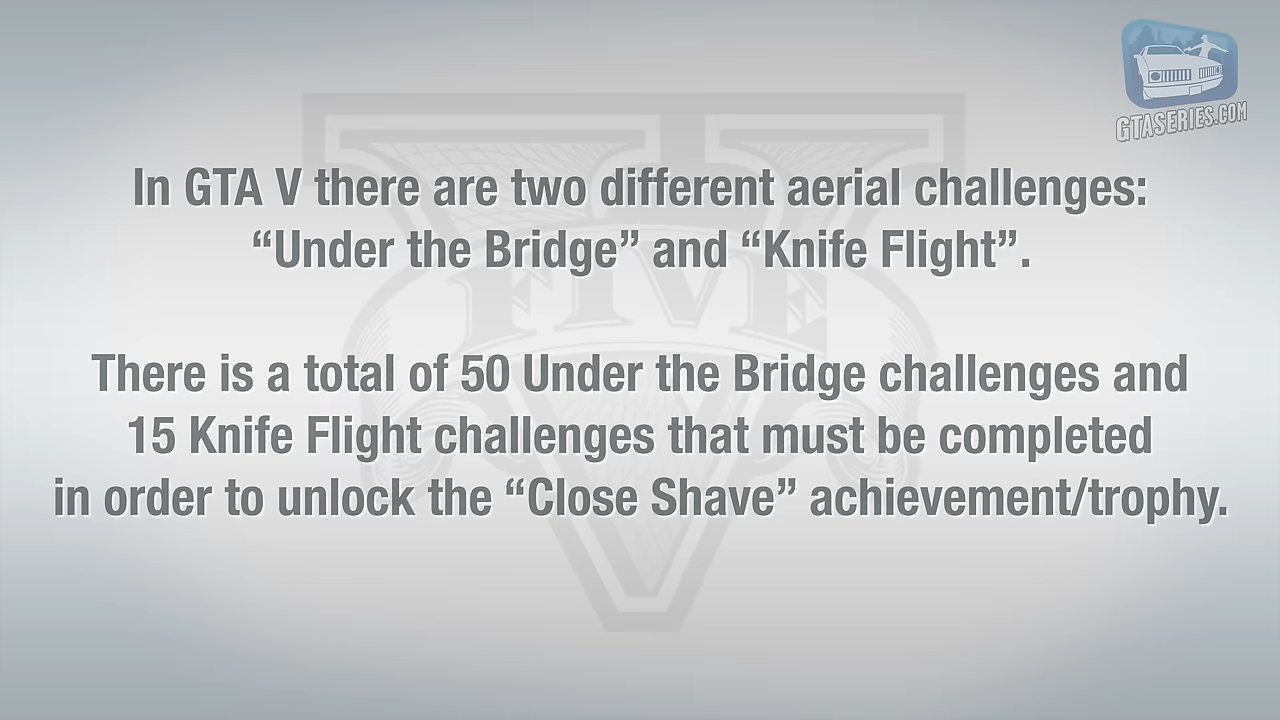 GTASERIES.COM
In GTA V there are two different aerial challenges:
“Under the Bridge” and “Knife Flight”.
There is a total of 50 Under the Bridge challenges and
15 Knife Flight challenges that must be completed
in order to unlock the “Close Shave” achievement/trophy.
V
FIVE